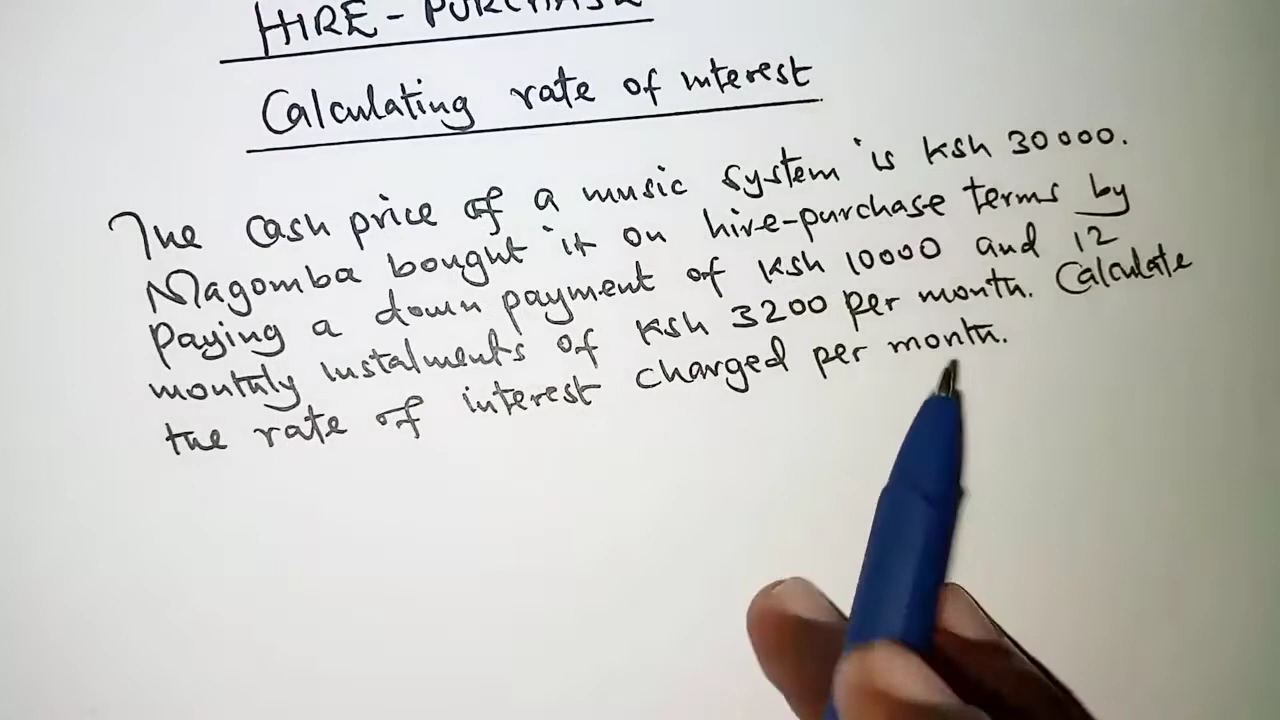 HIRE - PURCHASE
Calculating rate of interest
The cash price of a music system is Ksh 30000.
Magomba bought it on hire-purchase terms by
paying a down payment of Ksh 10000 and 12
monthly instalments of Ksh 3200 per month. Calculate
the rate of interest charged per month.